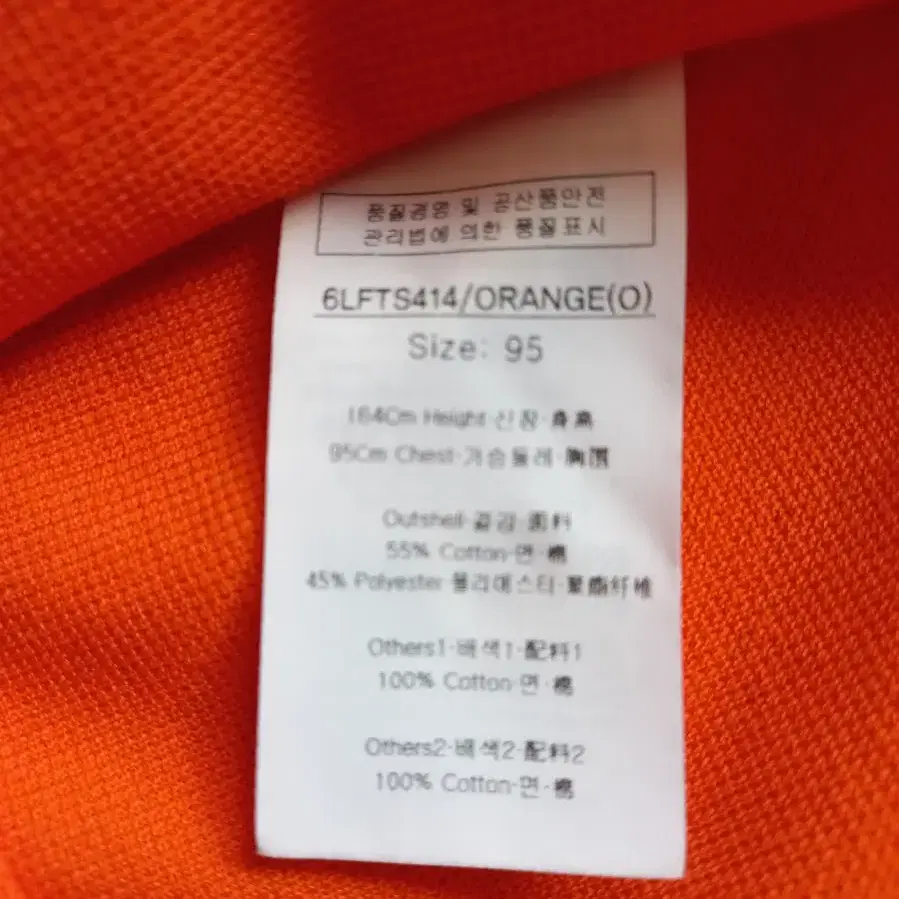 품질경영 및 공산품안전
관리법에 의한 품질표시
6LFTS414/ORANGE(O)
Size: 95
164Cm Height·신장·身高
95Cm Chest·가슴둘레·胸围
Outshell·겉감·面料
55% Cotton·면·棉
45% Polyester·폴리에스터·聚酯纤维
Others1·배색1·配料1
100% Cotton·면·棉
Others2·배색2·配料2
100% Cotton·면·棉